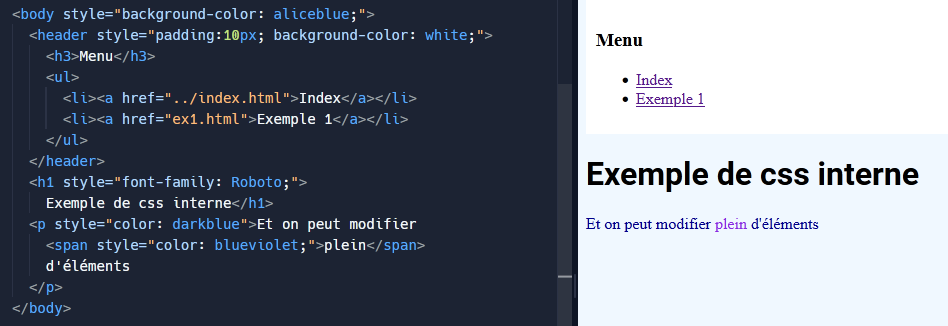 <body style="background-color: aliceblue;">
<header style="padding:10px; background-color: white;">
<h3>Menu</h3>
<ul>
<li><a href="../index.html">Index</a></li>
<li><a href="ex1.html">Exemple 1</a></li>
</ul>
</header>
<h1 style="font-family: Roboto;">
Exemple de css interne</h1>
<p style="color: darkblue">Et on peut modifier
<span style="color: blueviolet;">plein</span>
d'éléments
</p>
</body>
Menu
Index
Exemple 1
Exemple de css interne
Et on peut modifier plein d'éléments